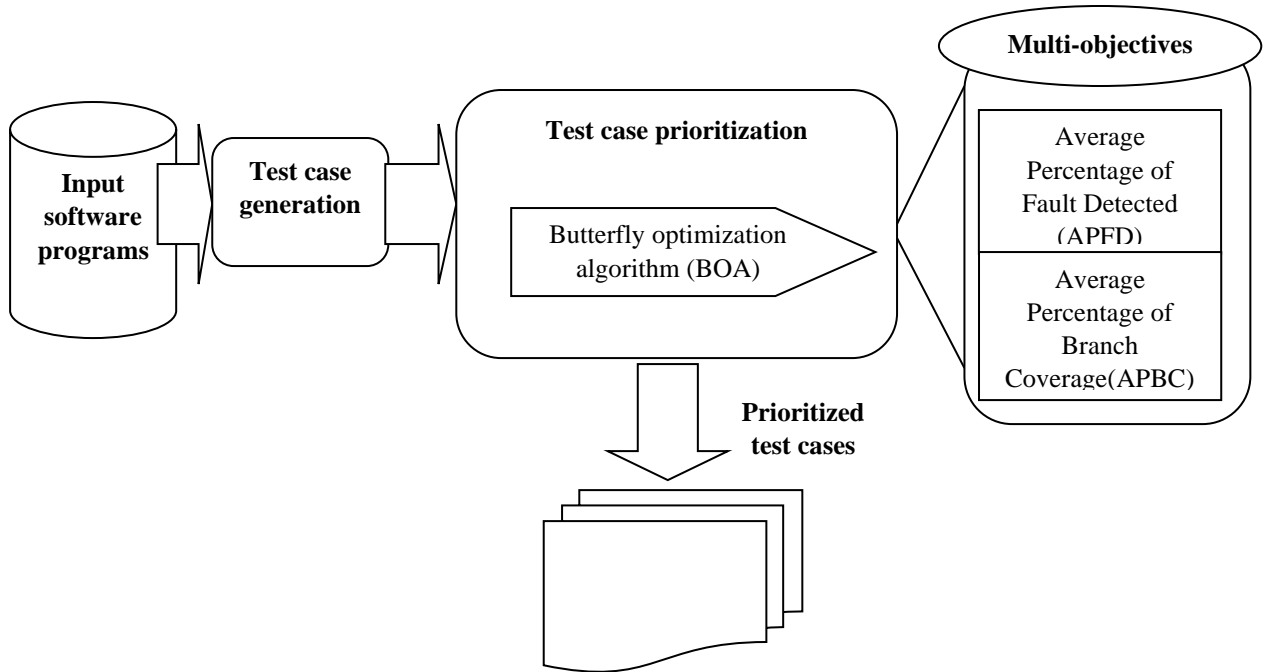 Input
software
programs
Test case
generation
Test case prioritization
Butterfly optimization
algorithm (BOA)
Multi-objectives
Average
Percentage of
Fault Detected
(APFD)
Average
Percentage of
Branch
Coverage(APBC)
Prioritized
test cases